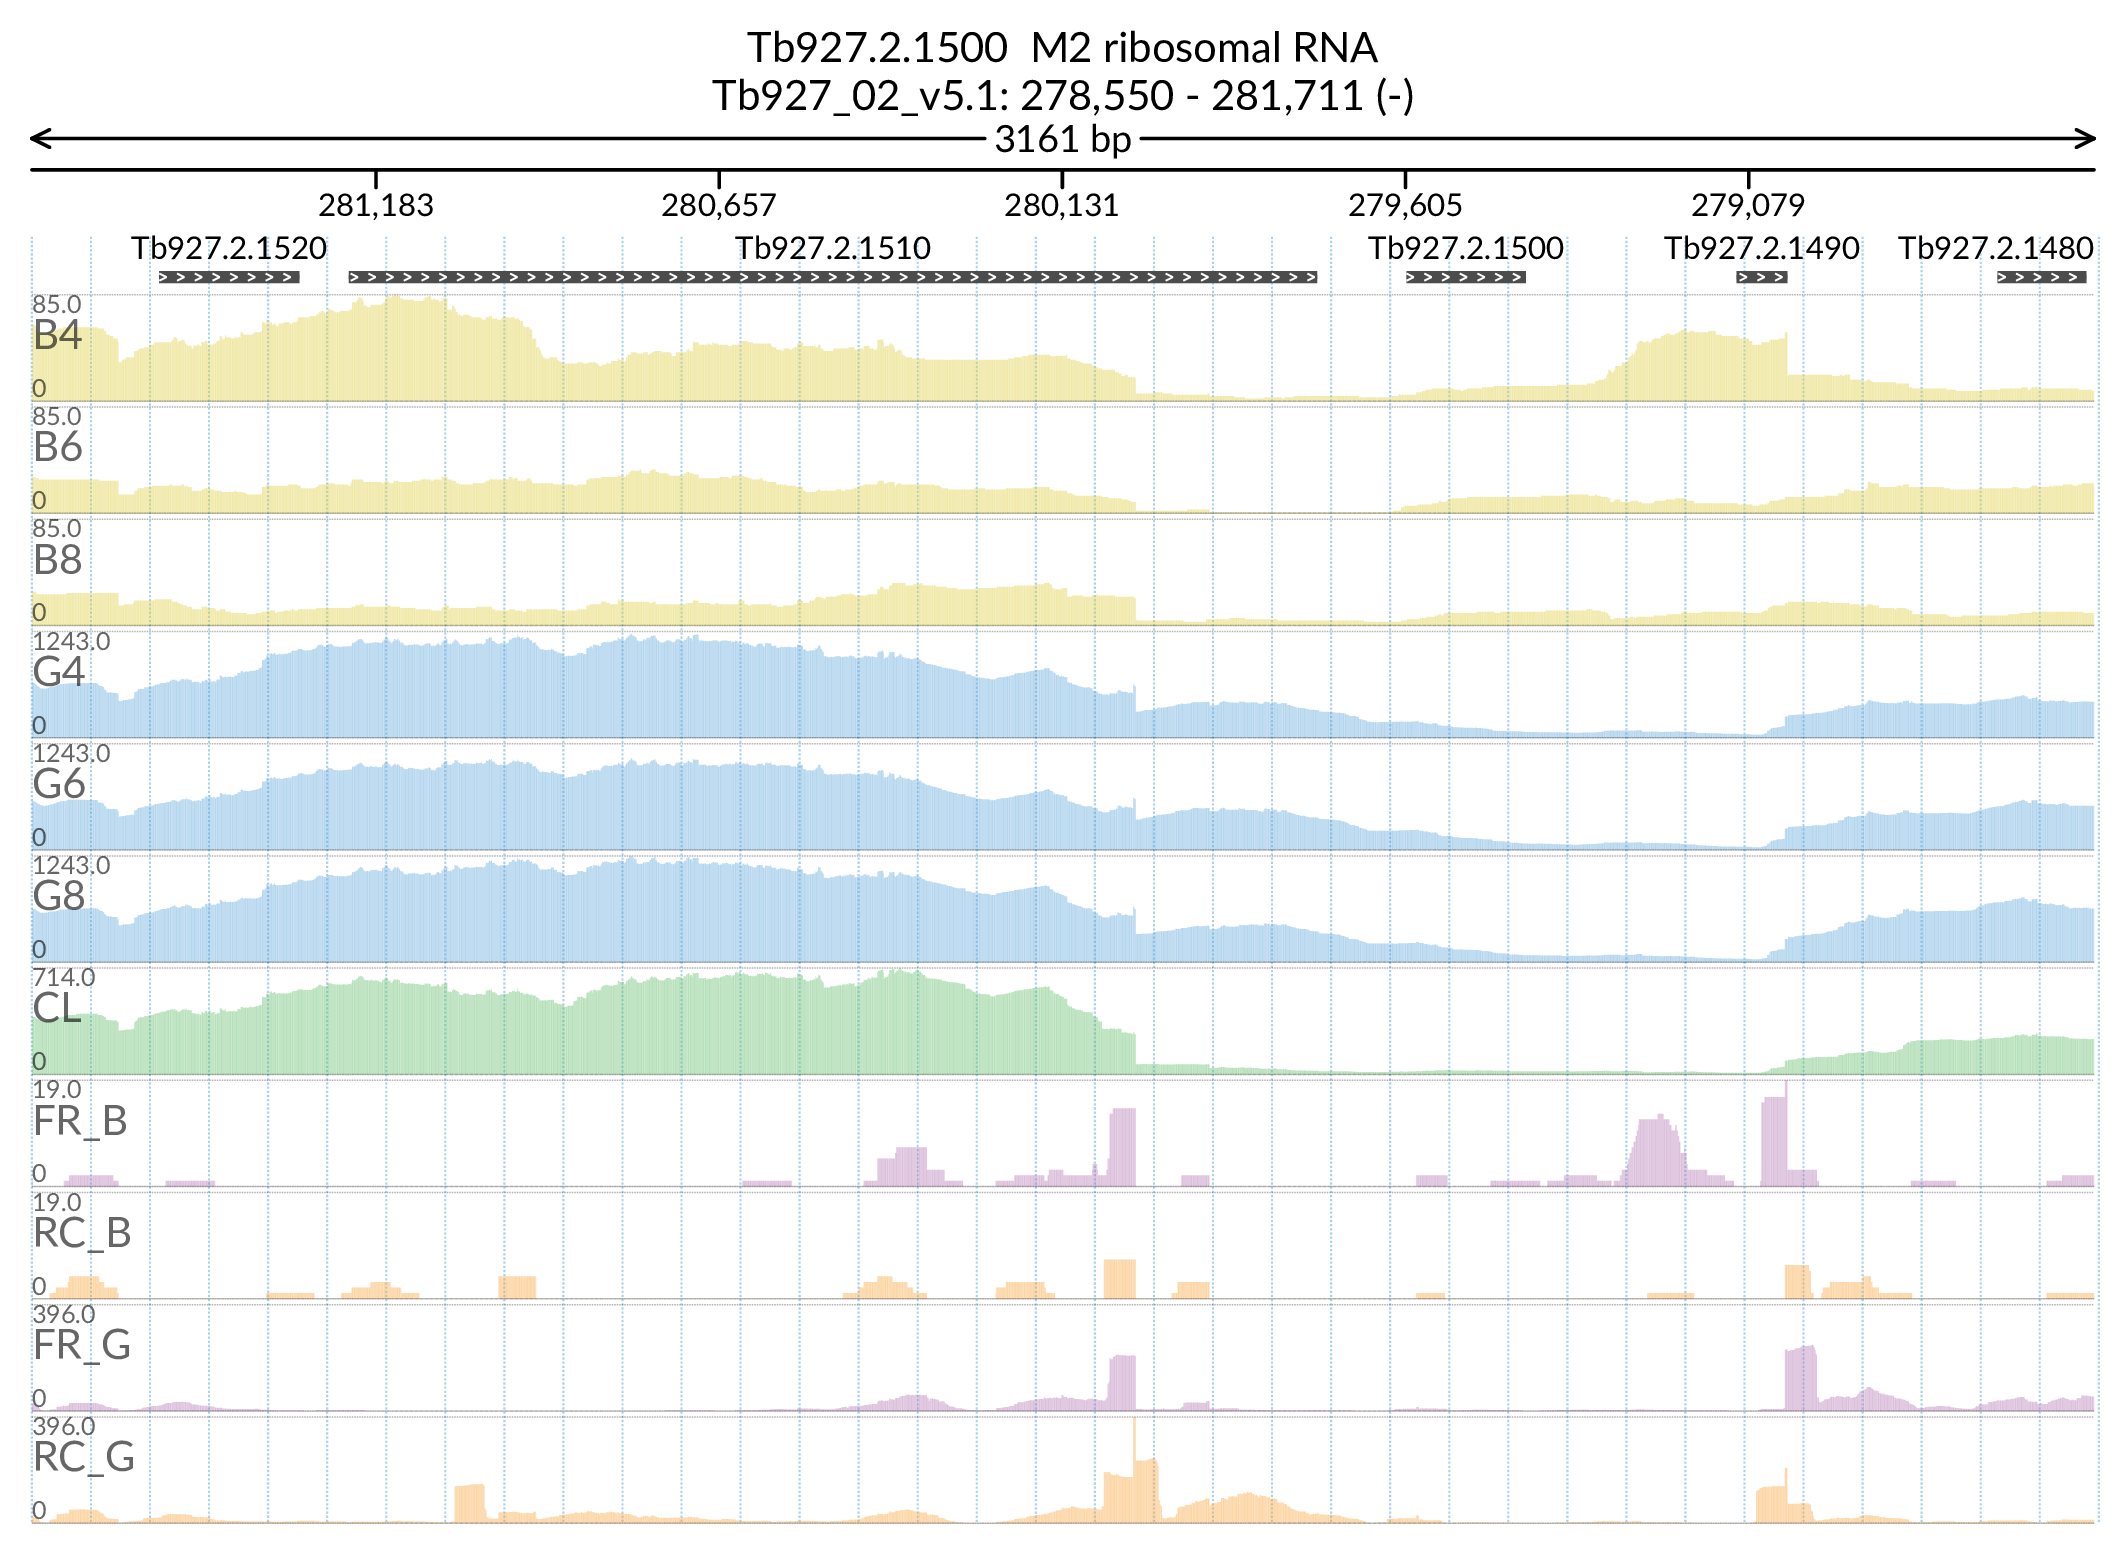 Tb927.2.1500  M2 ribosomal RNA
Tb927_02_v5.1: 278,550 - 281,711 (-)
3161 bp
281,183 280,657 280,131 279,605 279,079
Tb927.2.1520 Tb927.2.1510 Tb927.2.1500 Tb927.2.1490 Tb927.2.1480
85.0
B4
0
85.0
B6
0
85.0
B8
0
1243.0
G4
0
1243.0
G6
0
1243.0
G8
0
714.0
CL
0
19.0
FR_B
0
19.0
RC_B
0
396.0
FR_G
0
396.0
RC_G
0